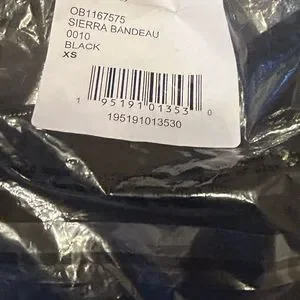 OB1167575
SIERRA BANDEAU
0010
BLACK
XS
1 95191 01353 0
195191013530